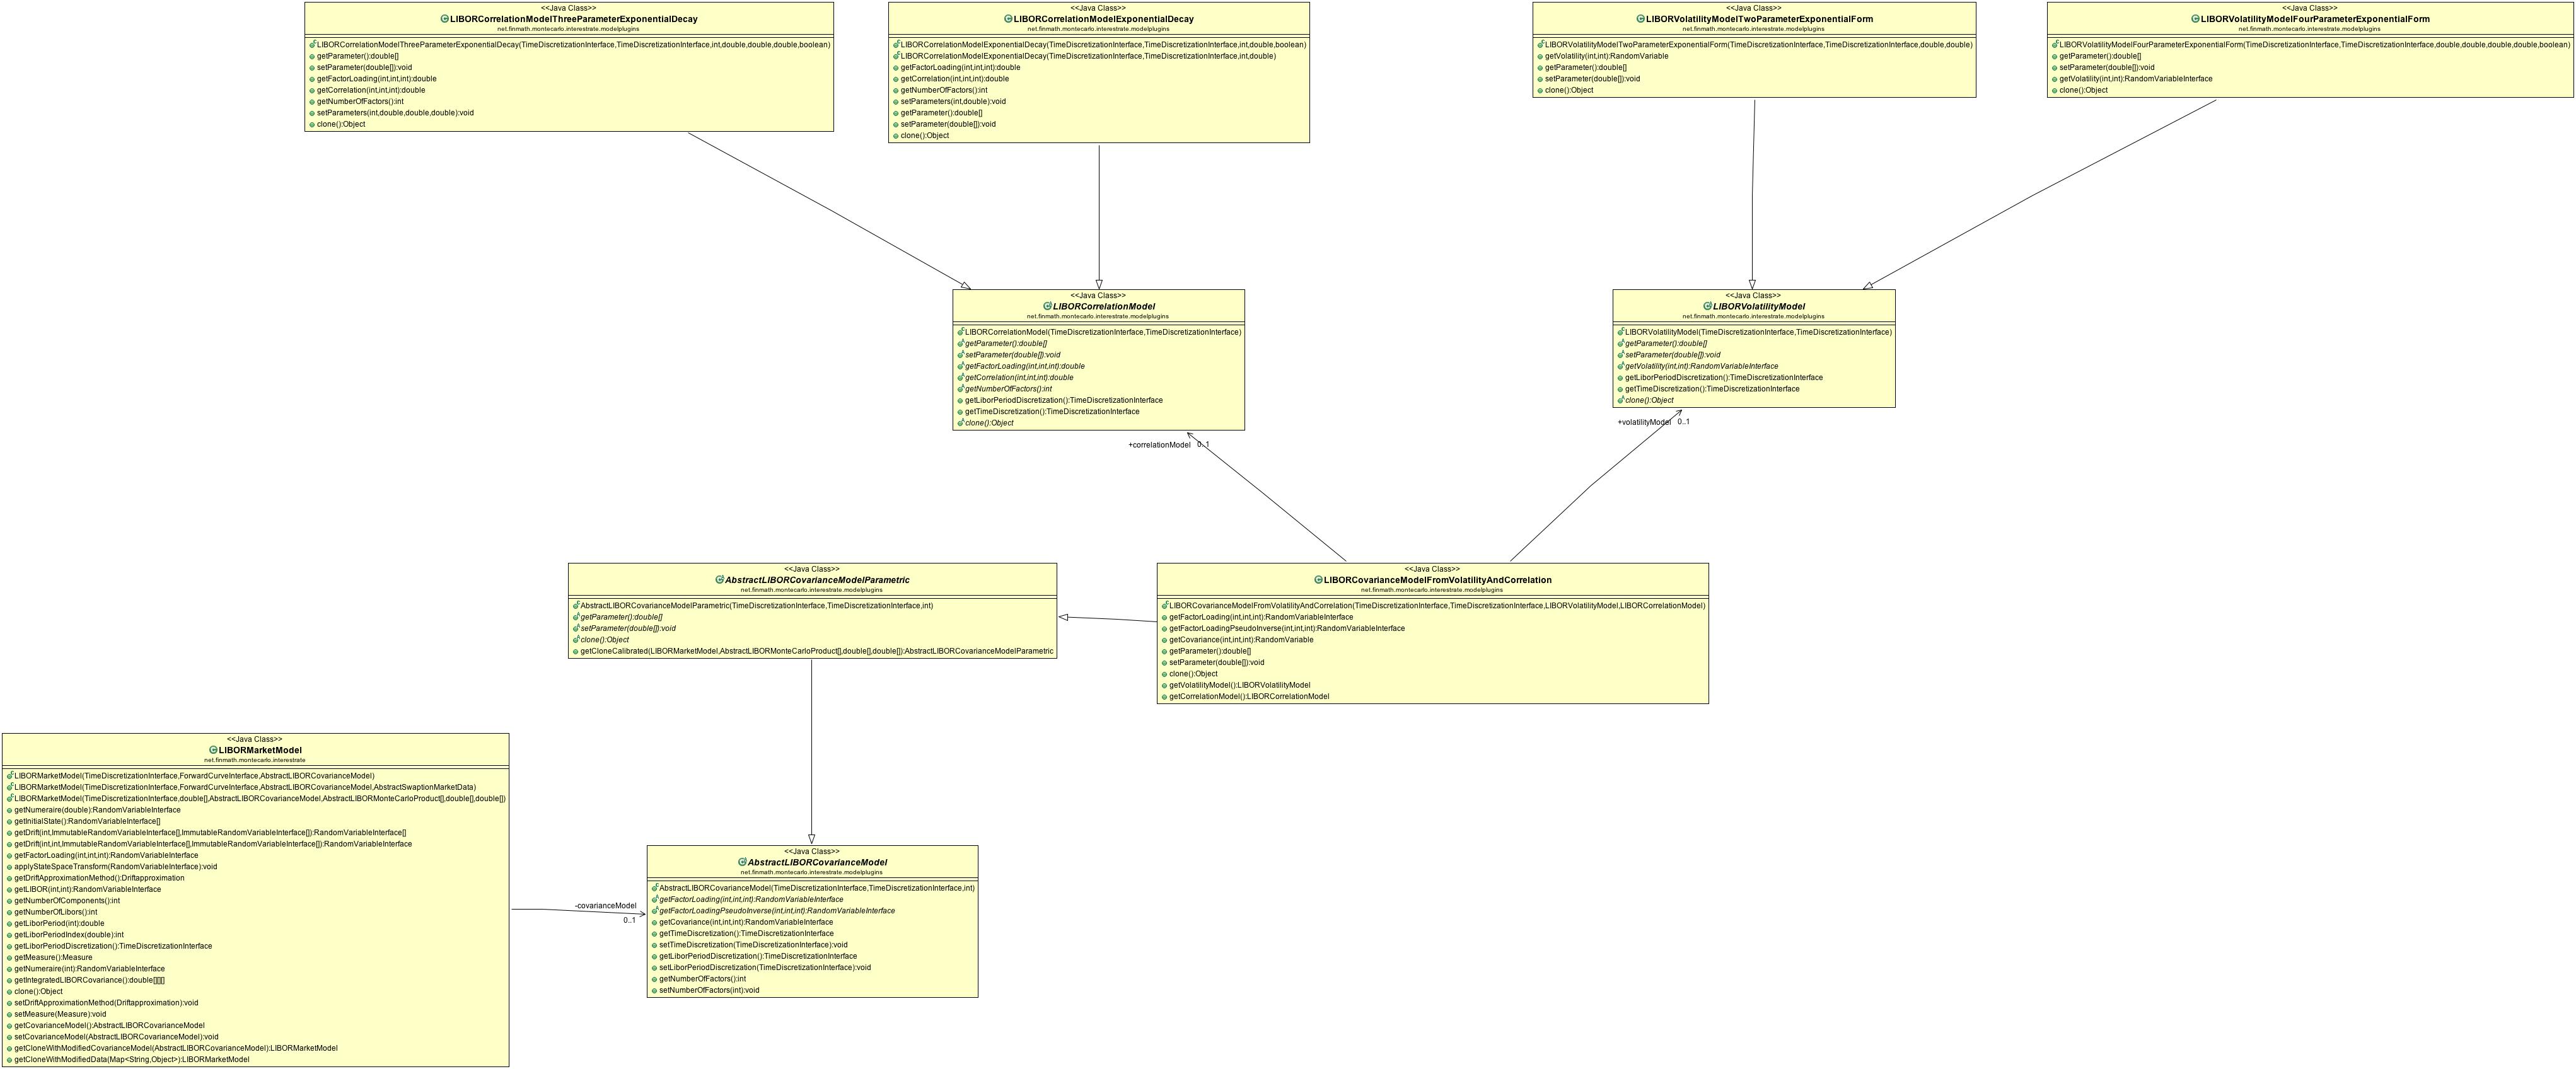 <<Java Class>>
LIBORCorrelationModelThreeParameterExponentialDecay
net.finmath.montecarlo.interestrate.modelplugins
LIBORCorrelationModelThreeParameterExponentialDecay(TimeDiscretizationInterface,TimeDiscretizationInterface,int,double,double,double,boolean)
getParameter():double[]
setParameter(double[]):void
getFactorLoading(int,int,int):double
getCorrelation(int,int,int):double
getNumberOfFactors():int
setParameters(int,double,double,double):void
clone():Object
<<Java Class>>
LIBORCorrelationModelExponentialDecay
net.finmath.montecarlo.interestrate.modelplugins
LIBORCorrelationModelExponentialDecay(TimeDiscretizationInterface,TimeDiscretizationInterface,int,double,boolean)
LIBORCorrelationModelExponentialDecay(TimeDiscretizationInterface,TimeDiscretizationInterface,int,double)
getFactorLoading(int,int,int):double
getCorrelation(int,int,int):double
getNumberOfFactors():int
setParameters(int,double):void
getParameter():double[]
setParameter(double[]):void
clone():Object
<<Java Class>>
LIBORVolatilityModelTwoParameterExponentialForm
net.finmath.montecarlo.interestrate.modelplugins
LIBORVolatilityModelTwoParameterExponentialForm(TimeDiscretizationInterface,TimeDiscretizationInterface,double,double)
getVolatility(int,int):RandomVariable
getParameter():double[]
setParameter(double[]):void
clone():Object
<<Java Class>>
LIBORVolatilityModelFourParameterExponentialForm
net.finmath.montecarlo.interestrate.modelplugins
LIBORVolatilityModelFourParameterExponentialForm(TimeDiscretizationInterface,TimeDiscretizationInterface,double,double,double,double,boolean)
getParameter():double[]
setParameter(double[]):void
getVolatility(int,int):RandomVariableInterface
clone():Object
<<Java Class>>
LIBORCorrelationModel
net.finmath.montecarlo.interestrate.modelplugins
LIBORCorrelationModel(TimeDiscretizationInterface,TimeDiscretizationInterface)
getParameter():double[]
setParameter(double[]):void
getFactorLoading(int,int,int):double
getCorrelation(int,int,int):double
getNumberOfFactors():int
getLiborPeriodDiscretization():TimeDiscretizationInterface
getTimeDiscretization():TimeDiscretizationInterface
clone():Object
<<Java Class>>
LIBORVolatilityModel
net.finmath.montecarlo.interestrate.modelplugins
LIBORVolatilityModel(TimeDiscretizationInterface,TimeDiscretizationInterface)
getParameter():double[]
setParameter(double[]):void
getVolatility(int,int):RandomVariableInterface
getLiborPeriodDiscretization():TimeDiscretizationInterface
getTimeDiscretization():TimeDiscretizationInterface
clone():Object
+correlationModel 0..1
+volatilityModel 0..1
<<Java Class>>
AbstractLIBORCovarianceModelParametric
net.finmath.montecarlo.interestrate.modelplugins
AbstractLIBORCovarianceModelParametric(TimeDiscretizationInterface,TimeDiscretizationInterface,int)
getParameter():double[]
setParameter(double[]):void
clone():Object
getCloneCalibrated(LIBORMarketModel,AbstractLIBORMonteCarloProduct[],double[],double[]):AbstractLIBORCovarianceModelParametric
<<Java Class>>
LIBORCovarianceModelFromVolatilityAndCorrelation
net.finmath.montecarlo.interestrate.modelplugins
LIBORCovarianceModelFromVolatilityAndCorrelation(TimeDiscretizationInterface,TimeDiscretizationInterface,LIBORVolatilityModel,LIBORCorrelationModel)
getFactorLoading(int,int,int):RandomVariableInterface
getFactorLoadingPseudoInverse(int,int,int):RandomVariableInterface
getCovariance(int,int,int):RandomVariable
getParameter():double[]
setParameter(double[]):void
clone():Object
getVolatilityModel():LIBORVolatilityModel
getCorrelationModel():LIBORCorrelationModel
<<Java Class>>
LIBORMarketModel
net.finmath.montecarlo.interestrate
LIBORMarketModel(TimeDiscretizationInterface,ForwardCurveInterface,AbstractLIBORCovarianceModel)
LIBORMarketModel(TimeDiscretizationInterface,ForwardCurveInterface,AbstractLIBORCovarianceModel,AbstractSwaptionMarketData)
LIBORMarketModel(TimeDiscretizationInterface,double[],AbstractLIBORCovarianceModel,AbstractLIBORMonteCarloProduct[],double[],double[])
getNumeraire(double):RandomVariableInterface
getInitialState():RandomVariableInterface[]
getDrift(int,ImmutableRandomVariableInterface[],ImmutableRandomVariableInterface[]):RandomVariableInterface[]
getDrift(int,int,ImmutableRandomVariableInterface[],ImmutableRandomVariableInterface[]):RandomVariableInterface
getFactorLoading(int,int,int):RandomVariableInterface
applyStateSpaceTransform(RandomVariableInterface):void
getDriftApproximationMethod():Driftapproximation
getLIBOR(int,int):RandomVariableInterface
getNumberOfComponents():int
getNumberOfLibors():int
getLiborPeriod(int):double
getLiborPeriodIndex(double):int
getLiborPeriodDiscretization():TimeDiscretizationInterface
getMeasure():Measure
getNumeraire(int):RandomVariableInterface
getIntegratedLIBORCovariance():double[][][]
clone():Object
setDriftApproximationMethod(Driftapproximation):void
setMeasure(Measure):void
getCovarianceModel():AbstractLIBORCovarianceModel
setCovarianceModel(AbstractLIBORCovarianceModel):void
getCloneWithModifiedCovarianceModel(AbstractLIBORCovarianceModel):LIBORMarketModel
getCloneWithModifiedData(Map<String,Object>):LIBORMarketModel
-covarianceModel
0..1
<<Java Class>>
AbstractLIBORCovarianceModel
net.finmath.montecarlo.interestrate.modelplugins
AbstractLIBORCovarianceModel(TimeDiscretizationInterface,TimeDiscretizationInterface,int)
getFactorLoading(int,int,int):RandomVariableInterface
getFactorLoadingPseudoInverse(int,int,int):RandomVariableInterface
getCovariance(int,int,int):RandomVariableInterface
getTimeDiscretization():TimeDiscretizationInterface
setTimeDiscretization(TimeDiscretizationInterface):void
getLiborPeriodDiscretization():TimeDiscretizationInterface
setLiborPeriodDiscretization(TimeDiscretizationInterface):void
getNumberOfFactors():int
setNumberOfFactors(int):void